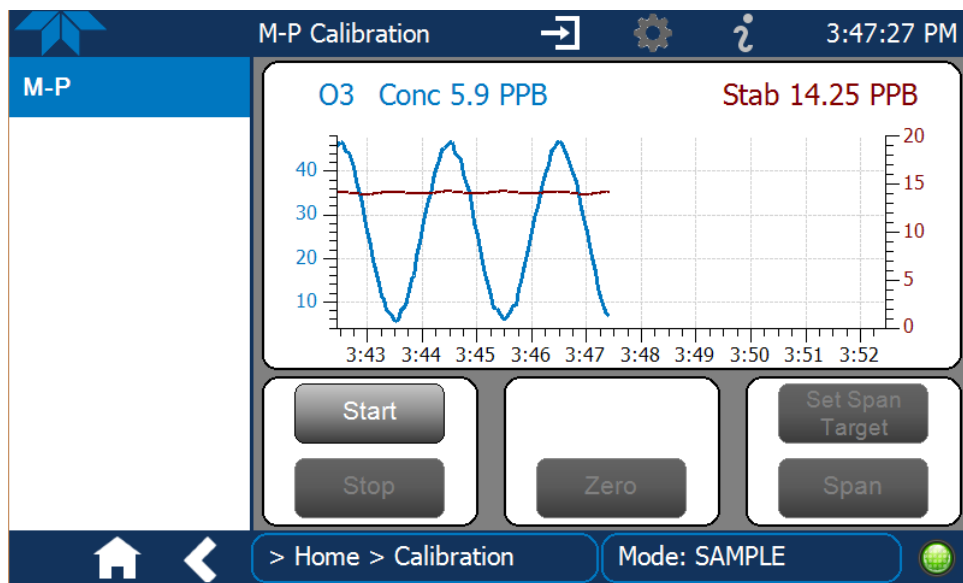 M-P Calibration 3:47:27 PM
M-P
O3 Conc 5.9 PPB Stab 14.25 PPB
20
40
15
30
10
20
5
10
0
3:43 3:44 3:45 3:46 3:47 3:48 3:49 3:50 3:51 3:52
Start
Set Span
Target
Stop
Zero
Span
> Home > Calibration
Mode: SAMPLE